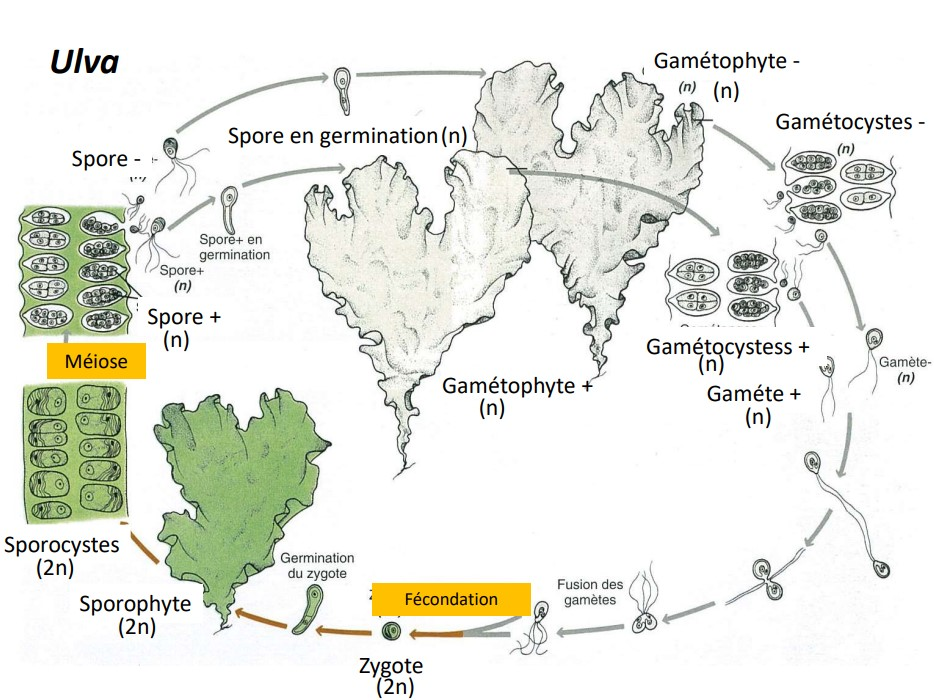 Ulva
Gamétophyte -
(n)
(n)
Gamétocystes -
(n)
Spore en germination (n)
Spore -
Spore+ en
germination
Spore+
(n)
Spore +
(n)
Méiose
Gamétocystess +
(n)
Gamète-
(n)
Gaméte +
(n)
Gamétophyte +
(n)
Sporocystes
(2n)
Sporophyte
(2n)
Germination
du zygote
Fécondation
Fusion des
gamètes
Zygote
(2n)